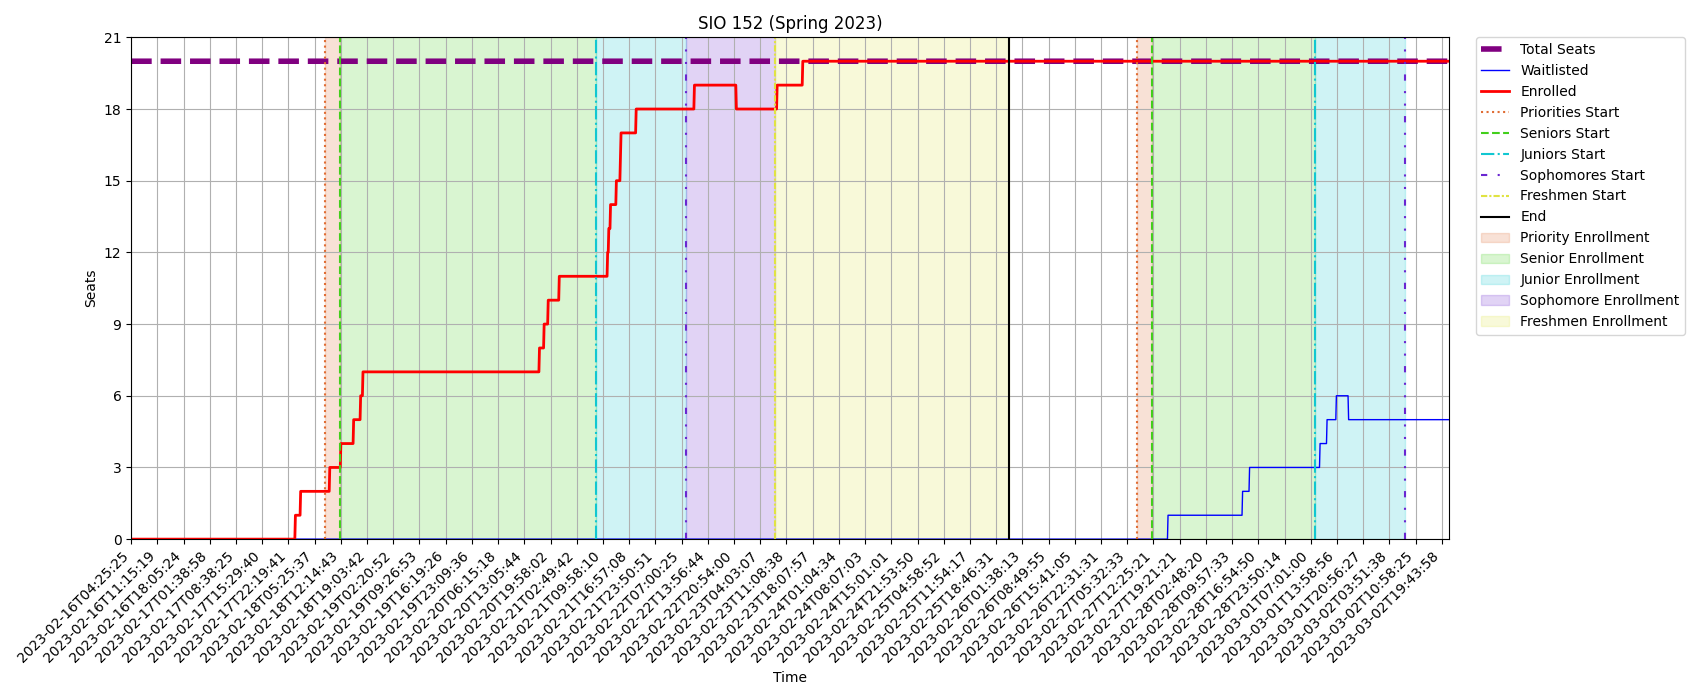 SIO 152 (Spring 2023)
21
18
15
12
9
6
3
0
Seats
2023-02-16T04:25:25
2023-02-16T11:15:19
2023-02-16T18:05:24
2023-02-17T01:38:58
2023-02-17T08:38:25
2023-02-17T15:29:40
2023-02-17T22:19:41
2023-02-18T05:25:37
2023-02-18T12:14:43
2023-02-18T19:03:42
2023-02-19T02:20:52
2023-02-19T09:26:53
2023-02-19T16:19:26
2023-02-19T23:09:36
2023-02-20T06:15:18
2023-02-20T13:05:44
2023-02-20T19:58:02
2023-02-21T02:49:42
2023-02-21T09:58:10
2023-02-21T16:57:08
2023-02-21T23:50:51
2023-02-22T07:00:25
2023-02-22T13:56:44
2023-02-22T20:54:00
2023-02-23T04:03:07
2023-02-23T11:08:38
2023-02-23T18:07:57
2023-02-24T01:04:34
2023-02-24T08:07:03
2023-02-24T15:01:01
2023-02-24T21:53:50
2023-02-25T04:58:52
2023-02-25T11:54:17
2023-02-25T18:46:31
2023-02-26T01:38:13
2023-02-26T08:49:55
2023-02-26T15:41:05
2023-02-26T22:31:31
2023-02-27T05:32:33
2023-02-27T12:25:21
2023-02-27T19:21:21
2023-02-28T02:48:20
2023-02-28T09:57:33
2023-02-28T16:54:50
2023-02-28T23:50:14
2023-03-01T07:01:00
2023-03-01T13:58:56
2023-03-01T20:56:27
2023-03-02T03:51:38
2023-03-02T10:58:25
2023-03-02T19:43:58
Time
Total Seats
Waitlisted
Enrolled
Priorities Start
Seniors Start
Juniors Start
Sophomores Start
Freshmen Start
End
Priority Enrollment
Senior Enrollment
Junior Enrollment
Sophomore Enrollment
Freshmen Enrollment